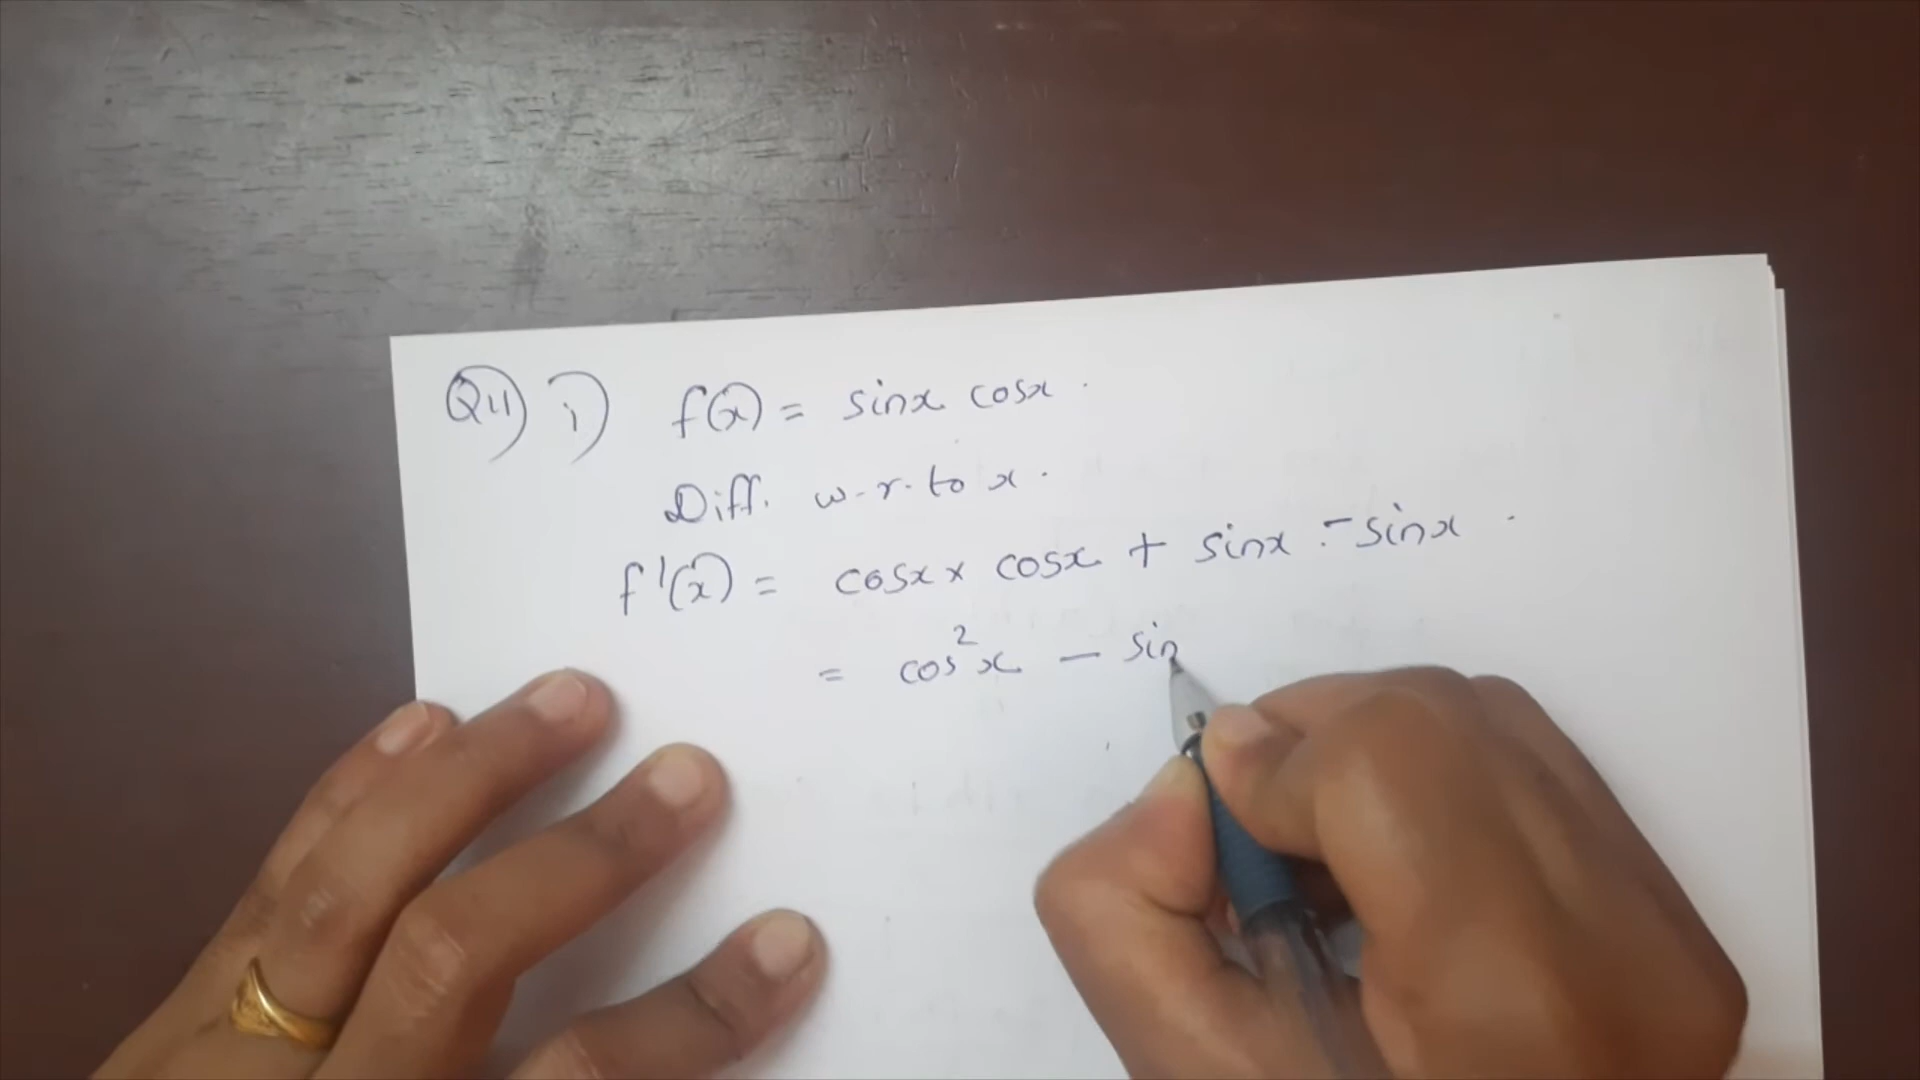 Q11) i) f(x) = sinx cosx .
Diff. w.r.to x .
f'(x) = cosx × cosx + sinx . -sinx .
= cos²x - sin